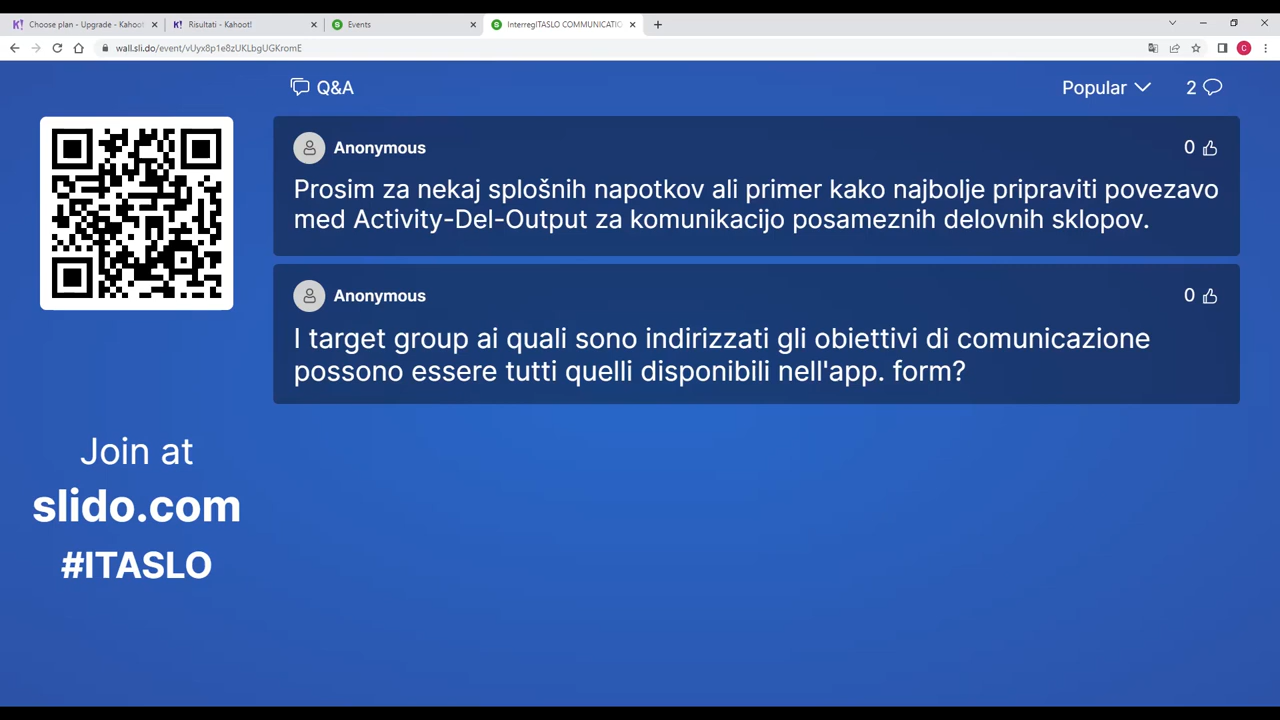 Choose plan - Upgrade - Kahoot!
Risultati - Kahoot!
Events
InterregITASLO COMMUNICATIO
wall.sli.do/event/vUyx8p1e8zUKLbgUGKromE
C
Q&A
Popular
2
Anonymous
0
Prosim za nekaj splošnih napotkov ali primer kako najbolje pripraviti povezavo
med Activity-Del-Output za komunikacijo posameznih delovnih sklopov.
Anonymous
0
I target group ai quali sono indirizzati gli obiettivi di comunicazione
possono essere tutti quelli disponibili nell'app. form?
Join at
slido.com
#ITASLO